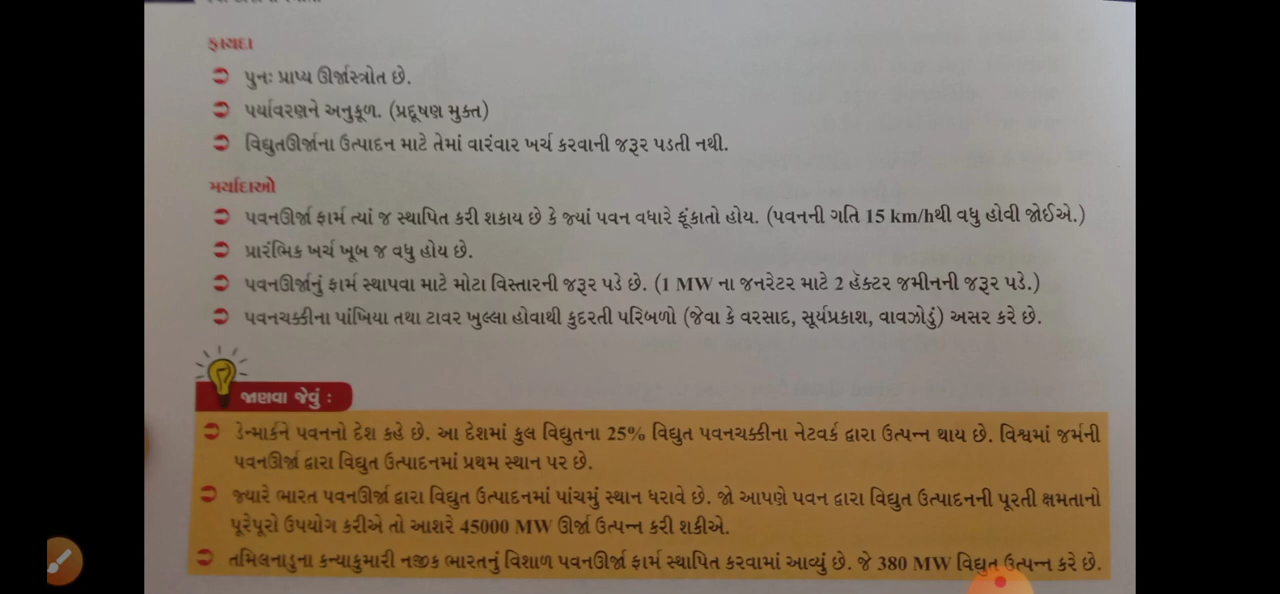 ફાયદા
પુનઃ પ્રાપ્ય ઊર્જાસ્ત્રોત છે.
પર્યાવરણને અનુકૂળ. (પ્રદૂષણ મુક્ત)
વિદ્યુતઊર્જાના ઉત્પાદન માટે તેમાં વારંવાર ખર્ચ કરવાની જરૂર પડતી નથી.
મર્યાદાઓ
પવનઊર્જા ફાર્મ ત્યાં જ સ્થાપિત કરી શકાય છે કે જ્યાં પવન વધારે ફૂંકાતો હોય. (પવનની ગતિ 15 km/hથી વધુ હોવી જોઈએ.)
પ્રારંભિક ખર્ચ ખૂબ જ વધુ હોય છે.
પવનઊર્જાનું ફાર્મ સ્થાપવા માટે મોટા વિસ્તારની જરૂર પડે છે. (1 MW ના જનરેટર માટે 2 હૅક્ટર જમીનની જરૂર પડે.)
પવનચક્કીના પાંખિયા તથા ટાવર ખુલ્લા હોવાથી કુદરતી પરિબળો (જેવા કે વરસાદ, સૂર્યપ્રકાશ, વાવઝોડું) અસર કરે છે.
જાણવા જેવું :
ડેન્માર્કને પવનનો દેશ કહે છે. આ દેશમાં કુલ વિદ્યુતના 25% વિદ્યુત પવનચક્કીના નેટવર્ક દ્વારા ઉત્પન્ન થાય છે. વિશ્વમાં જર્મની
પવનઊર્જા દ્વારા વિદ્યુત ઉત્પાદનમાં પ્રથમ સ્થાન પર છે.
જ્યારે ભારત પવનઊર્જા દ્વારા વિદ્યુત ઉત્પાદનમાં પાંચમું સ્થાન ધરાવે છે. જો આપણે પવન દ્વારા વિદ્યુત ઉત્પાદનની પૂરતી ક્ષમતાનો
પૂરેપૂરો ઉપયોગ કરીએ તો આશરે 45000 MW ઊર્જા ઉત્પન્ન કરી શકીએ.
તમિલનાડુના કન્યાકુમારી નજીક ભારતનું વિશાળ પવનઊર્જા ફાર્મ સ્થાપિત કરવામાં આવ્યું છે. જે 380 MW વિદ્યુત ઉત્પન્ન કરે છે.